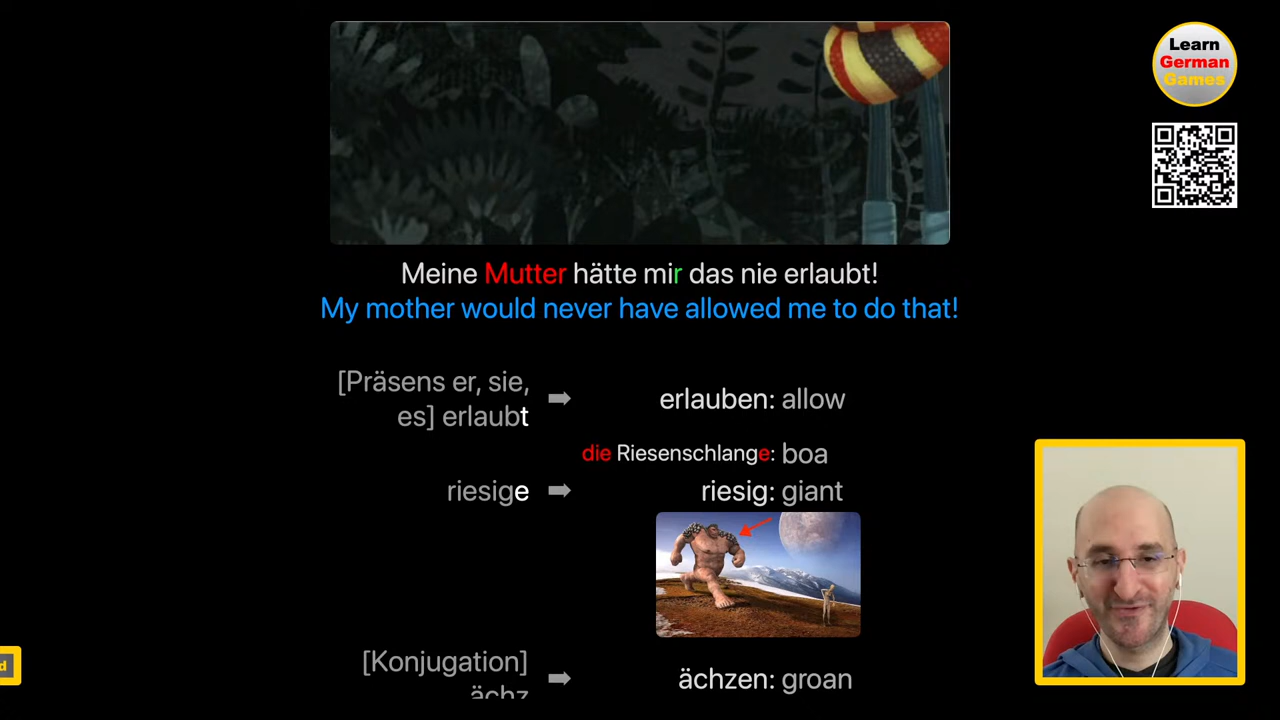 Learn
German
Games
Meine Mutter hätte mir das nie erlaubt!
My mother would never have allowed me to do that!
[Präsens er, sie,
es] erlaubt ➡ erlauben: allow
die Riesenschlange: boa
riesige ➡ riesig: giant
[Konjugation]
ächz ➡ ächzen: groan
d